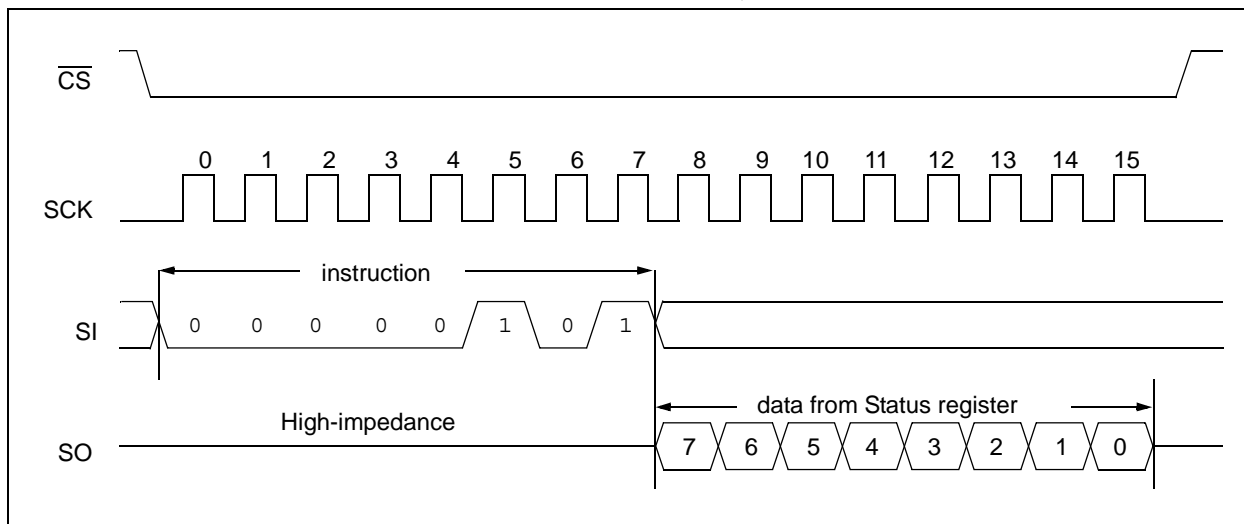 CS
0 1 2 3 4 5 6 7 8 9 10 11 12 13 14 15
SCK
instruction
SI 0 0 0 0 0 1 0 1
data from Status register
High-impedance
SO 7 6 5 4 3 2 1 0